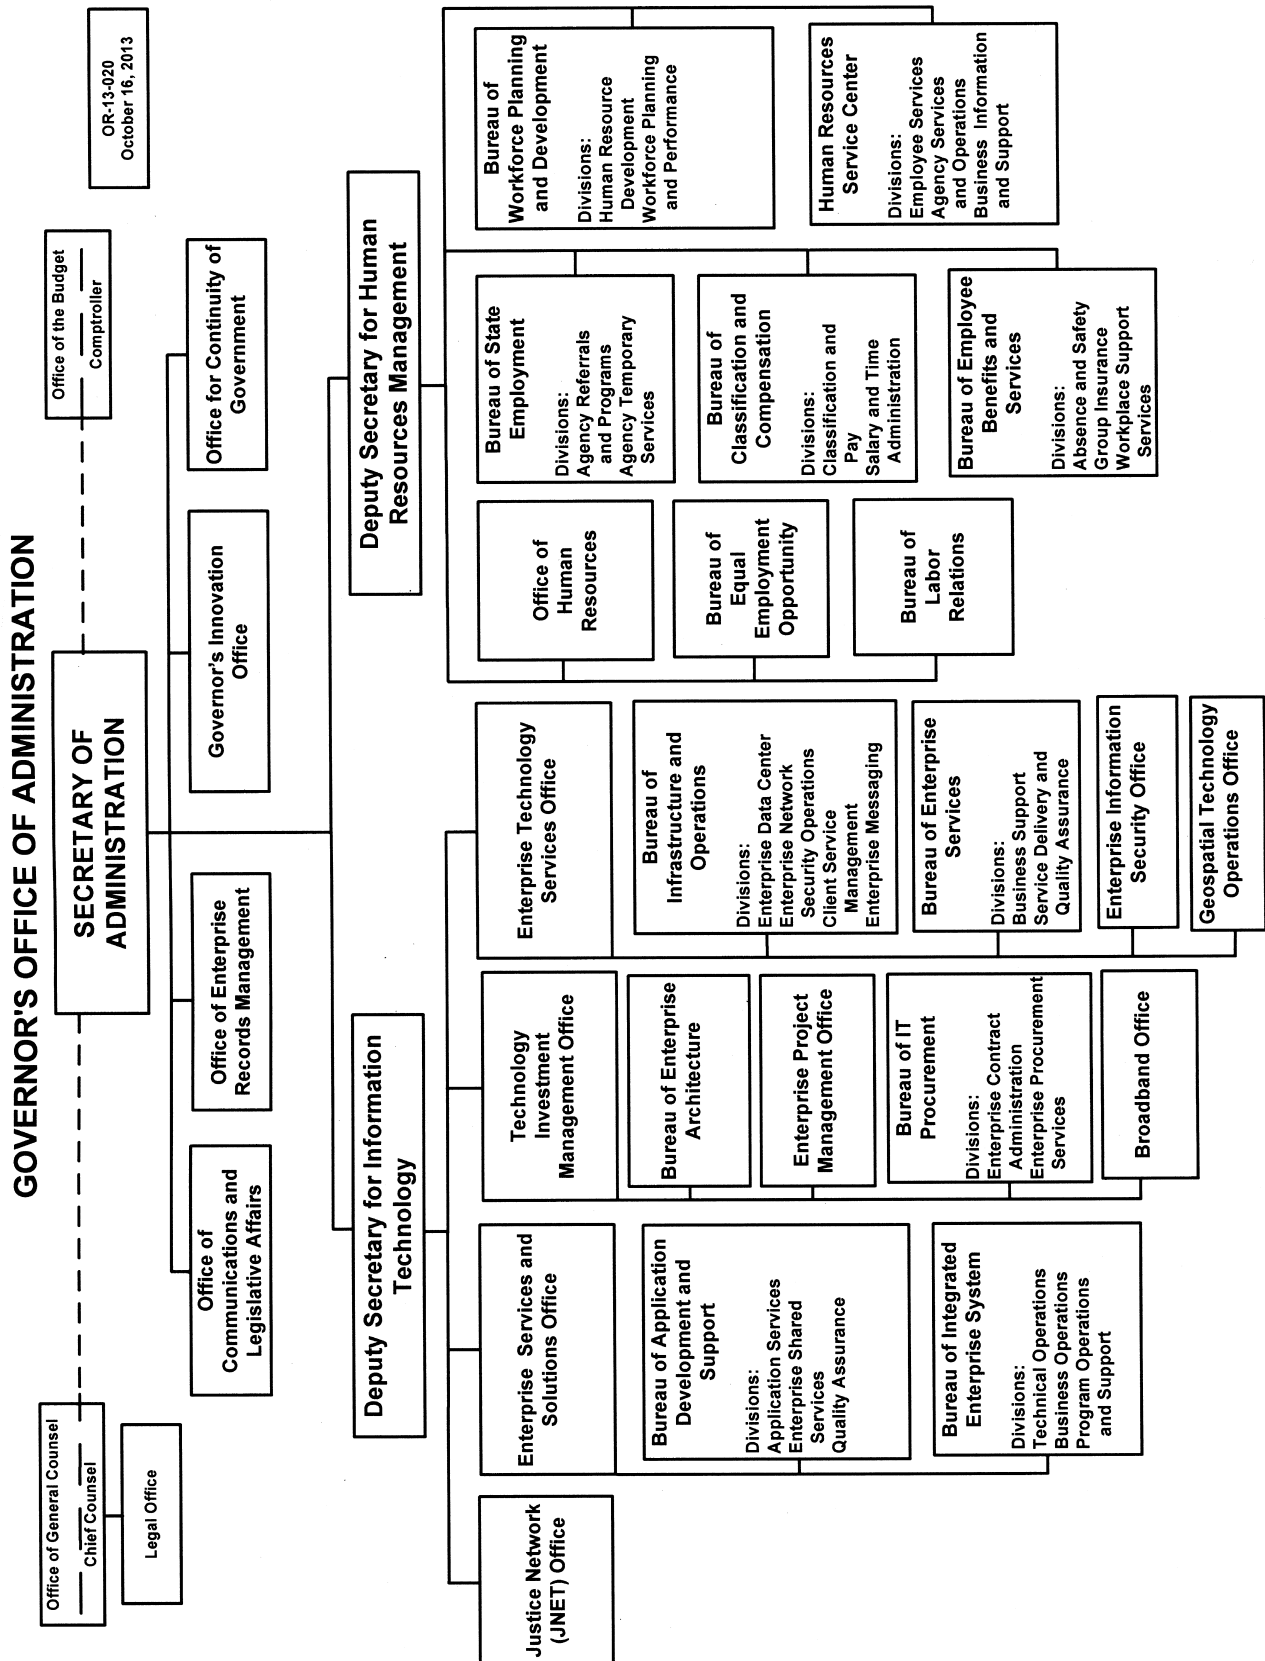 GOVERNOR'S OFFICE OF ADMINISTRATION
OR-13-020
October 16, 2013
Office of General Counsel
Chief Counsel
Legal Office
SECRETARY OF
ADMINISTRATION
Office of the Budget
Comptroller
Office of
Communications and
Legislative Affairs
Office of Enterprise
Records Management
Governor's Innovation
Office
Office for Continuity of
Government
Deputy Secretary for Information
Technology
Deputy Secretary for Human
Resources Management
Justice Network
(JNET) Office
Enterprise Services and
Solutions Office
Bureau of Application
Development and
Support
Divisions:
Application Services
Enterprise Shared
Services
Quality Assurance
Bureau of Integrated
Enterprise System
Divisions:
Technical Operations
Business Operations
Program Operations
and Support
Technology
Investment
Management Office
Bureau of Enterprise
Architecture
Enterprise Project
Management Office
Bureau of IT
Procurement
Divisions:
Enterprise Contract
Administration
Enterprise Procurement
Services
Broadband Office
Enterprise Technology
Services Office
Bureau of
Infrastructure and
Operations
Divisions:
Enterprise Data Center
Enterprise Network
Security Operations
Client Service
Management
Enterprise Messaging
Bureau of Enterprise
Services
Divisions:
Business Support
Service Delivery and
Quality Assurance
Enterprise Information
Security Office
Geospatial Technology
Operations Office
Office of
Human
Resources
Bureau of
Equal
Employment
Opportunity
Bureau of
Labor
Relations
Bureau of State
Employment
Divisions:
Agency Referrals
and Programs
Agency Temporary
Services
Bureau of
Classification and
Compensation
Divisions:
Classification and
Pay
Salary and Time
Administration
Bureau of Employee
Benefits and
Services
Divisions:
Absence and Safety
Group Insurance
Workplace Support
Services
Bureau of
Workforce Planning
and Development
Divisions:
Human Resource
Development
Workforce Planning
and Performance
Human Resources
Service Center
Divisions:
Employee Services
Agency Services
and Operations
Business Information
and Support